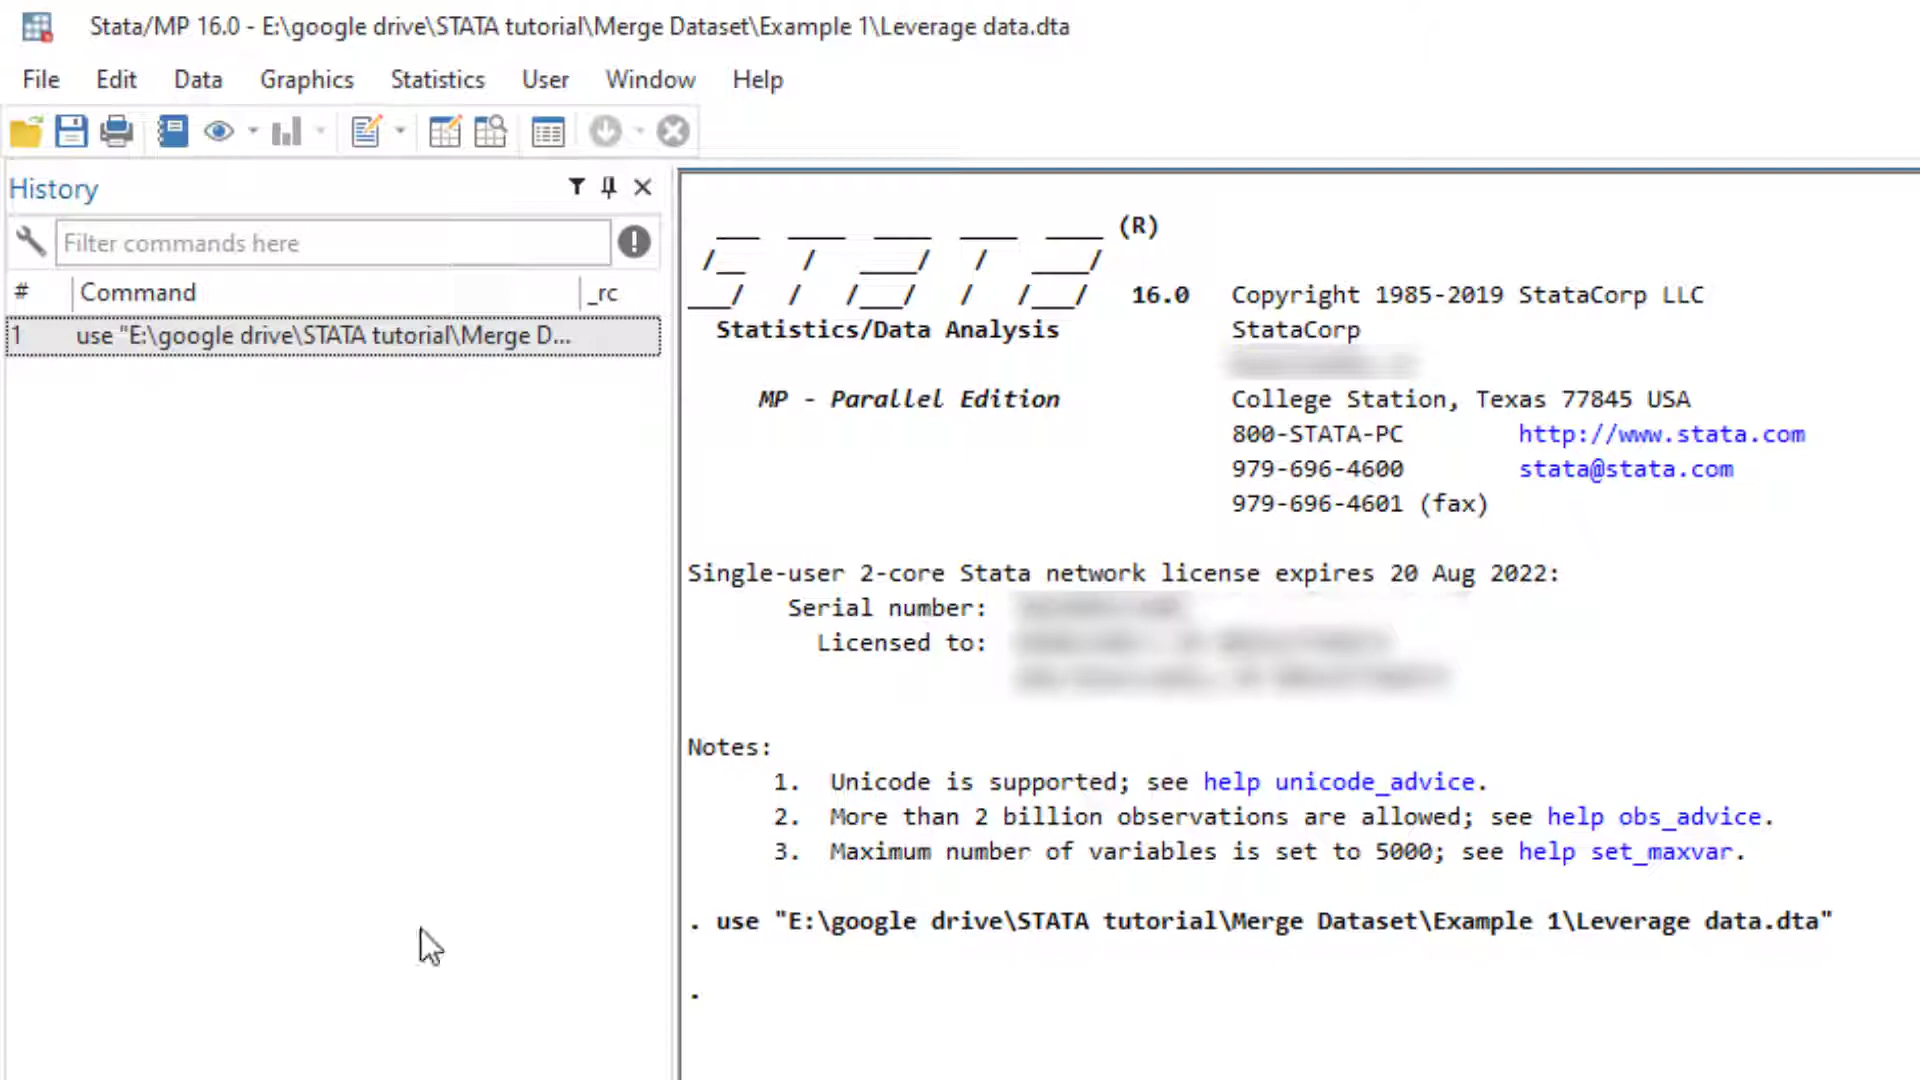 Stata/MP 16.0 - E:\google drive\STATA tutorial\Merge Dataset\Example 1\Leverage data.dta
File Edit Data Graphics Statistics User Window Help
History
Filter commands here
# Command _rc
1 use "E:\google drive\STATA tutorial\Merge D...
STATA (R)
16.0 Copyright 1985-2019 StataCorp LLC
Statistics/Data Analysis StataCorp
MP - Parallel Edition College Station, Texas 77845 USA
800-STATA-PC http://www.stata.com
979-696-4600 stata@stata.com
979-696-4601 (fax)
Single-user 2-core Stata network license expires 20 Aug 2022:
Serial number:
Licensed to:
Notes:
1. Unicode is supported; see help unicode_advice.
2. More than 2 billion observations are allowed; see help obs_advice.
3. Maximum number of variables is set to 5000; see help set_maxvar.
. use "E:\google drive\STATA tutorial\Merge Dataset\Example 1\Leverage data.dta"
.